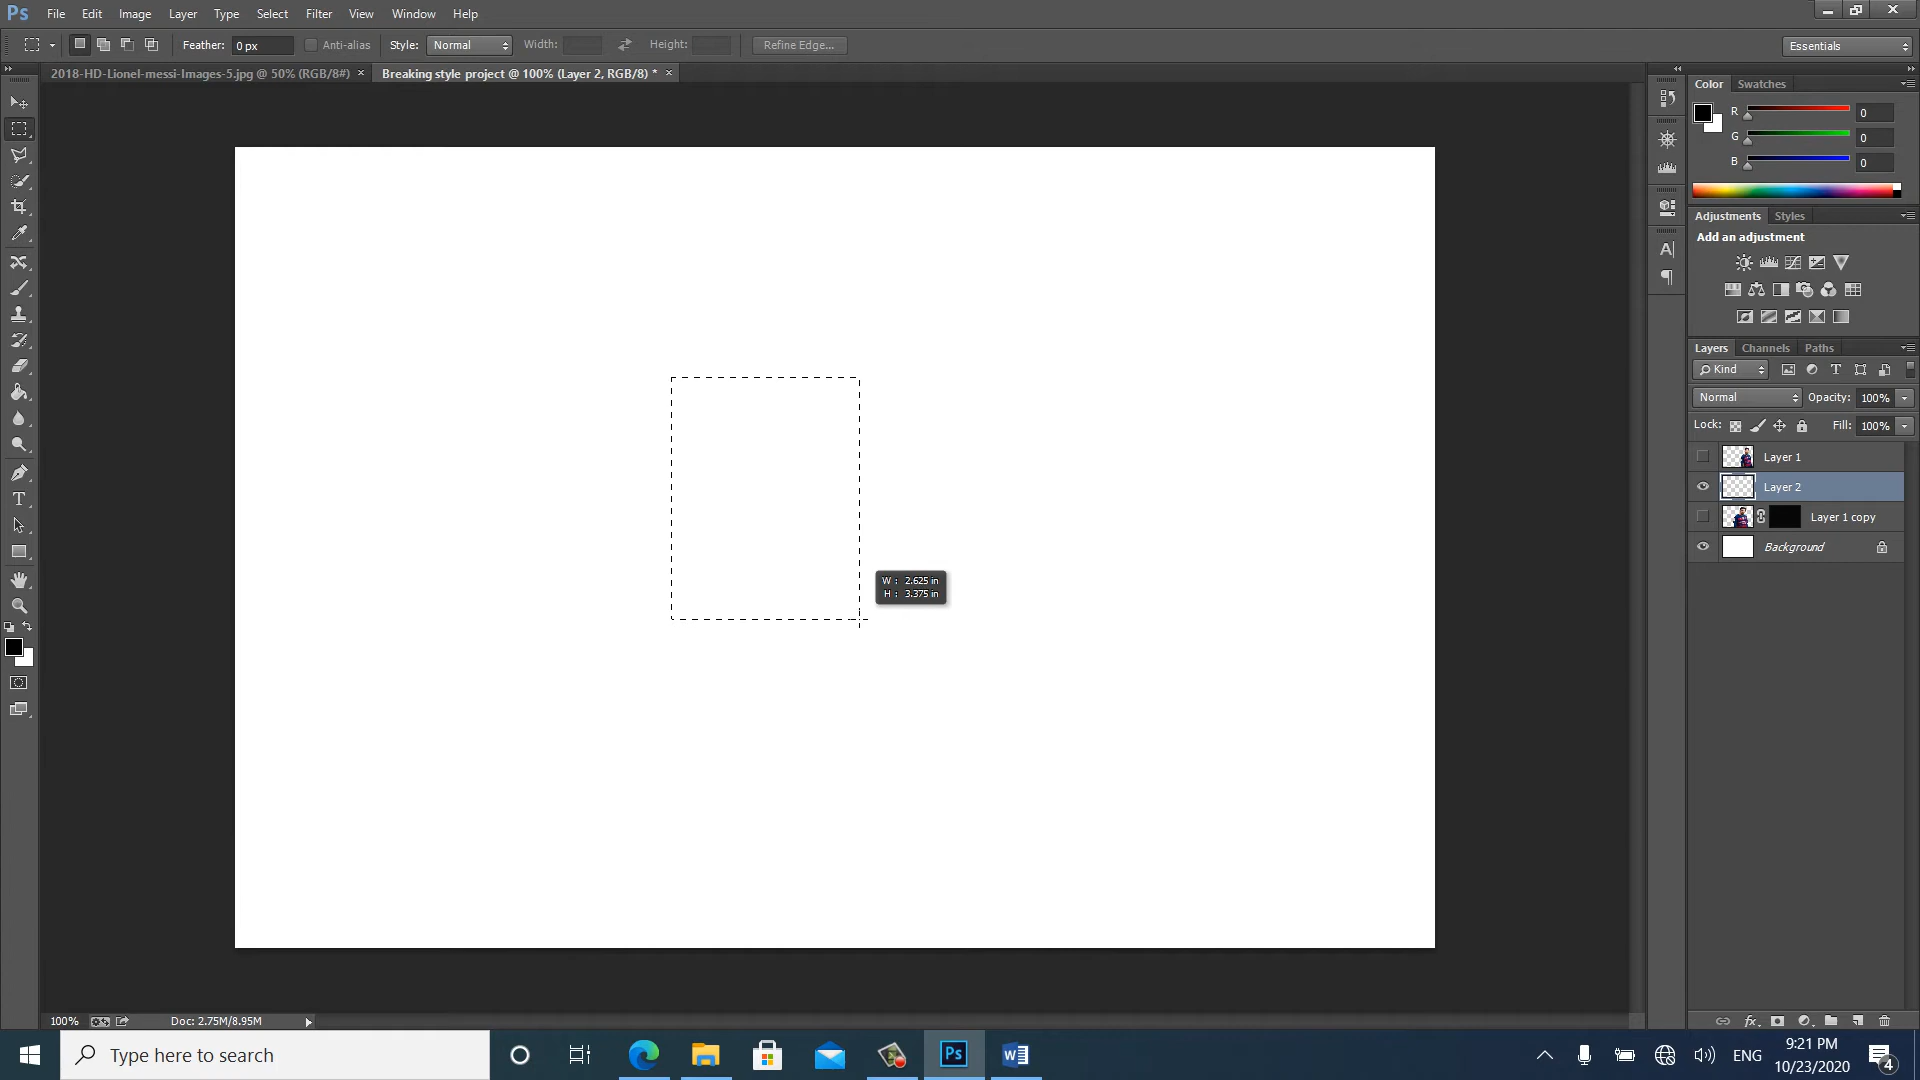 Ps File Edit Image Layer Type Select Filter View Window Help
Feather: 0 px Anti-alias Style: Normal Width: Height: Refine Edge... Essentials
2018-HD-Lionel-messi-Images-5.jpg @ 50% (RGB/8#) × Breaking style project @ 100% (Layer 2, RGB/8) * ×
Color Swatches
R 0
G 0
B 0
Adjustments Styles
Add an adjustment
Layers Channels Paths
Kind T
Normal Opacity: 100%
Lock: Fill: 100%
Layer 1
Layer 2
Layer 1 copy
Background
W : 2.625 in
H : 3.375 in
100% Doc: 2.75M/8.95M
fx
Type here to search
Ps
W
ENG
9:21 PM
10/23/2020
4